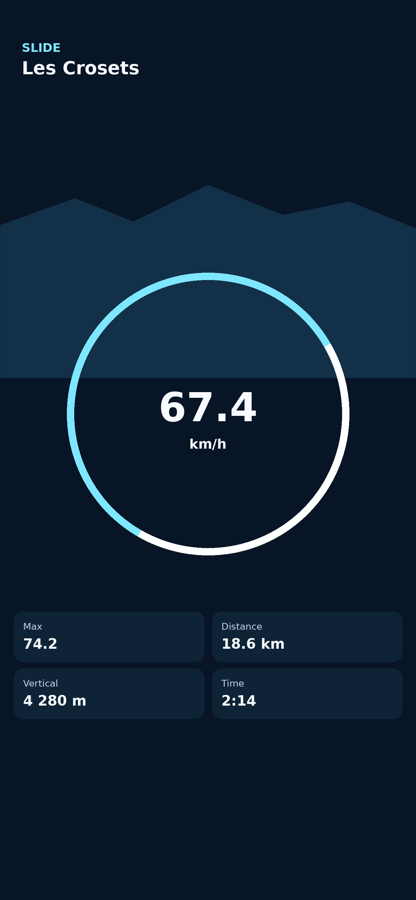 SLIDE
Les Crosets
67.4
km/h
Max
74.2
Distance
18.6 km
Vertical
4 280 m
Time
2:14